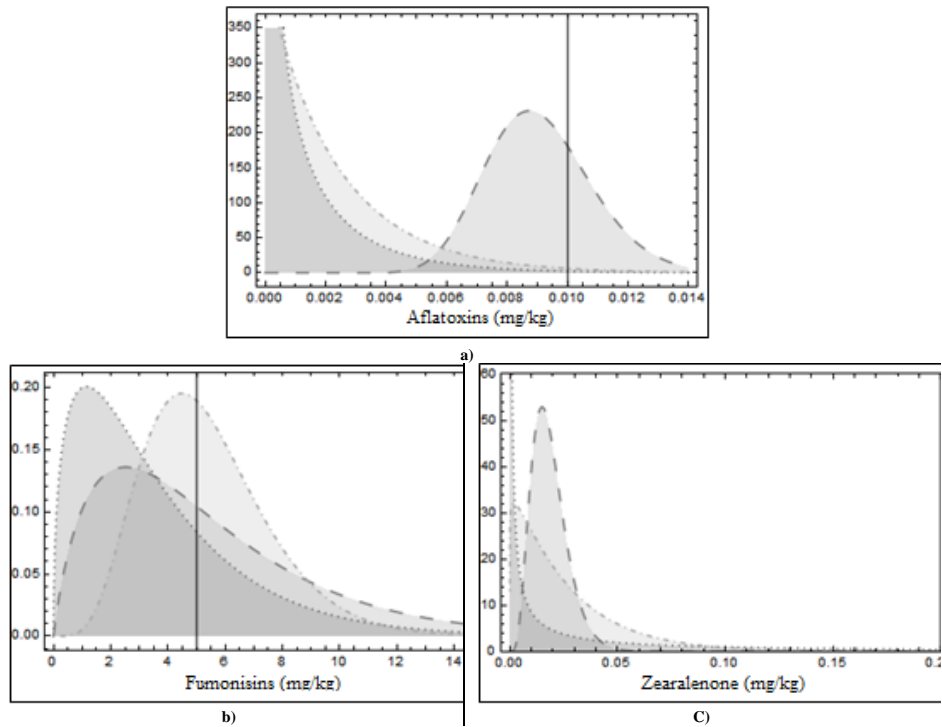 350
300
250
200
150
100
50
0
0.000 0.002 0.004 0.006 0.008 0.010 0.012 0.014
Aflatoxins (mg/kg)
a)
0.20
0.15
0.10
0.05
0.00
0 2 4 6 8 10 12 14
Fumonisins (mg/kg)
b)
60
50
40
30
20
10
0
0.00 0.05 0.10 0.15 0.2
Zearalenone (mg/kg)
C)